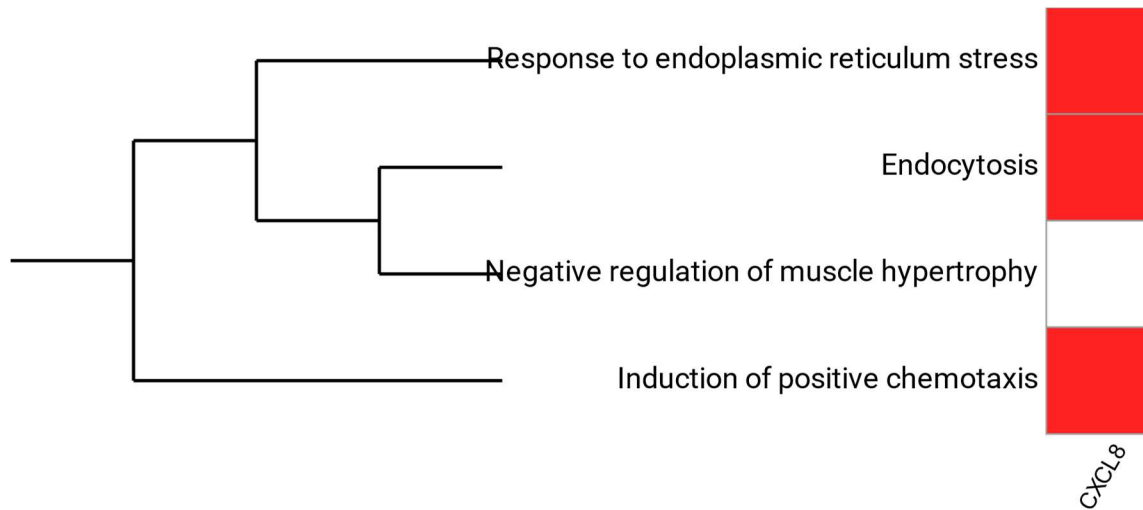 Response to endoplasmic reticulum stress
Endocytosis
Negative regulation of muscle hypertrophy
Induction of positive chemotaxis
CXCL8